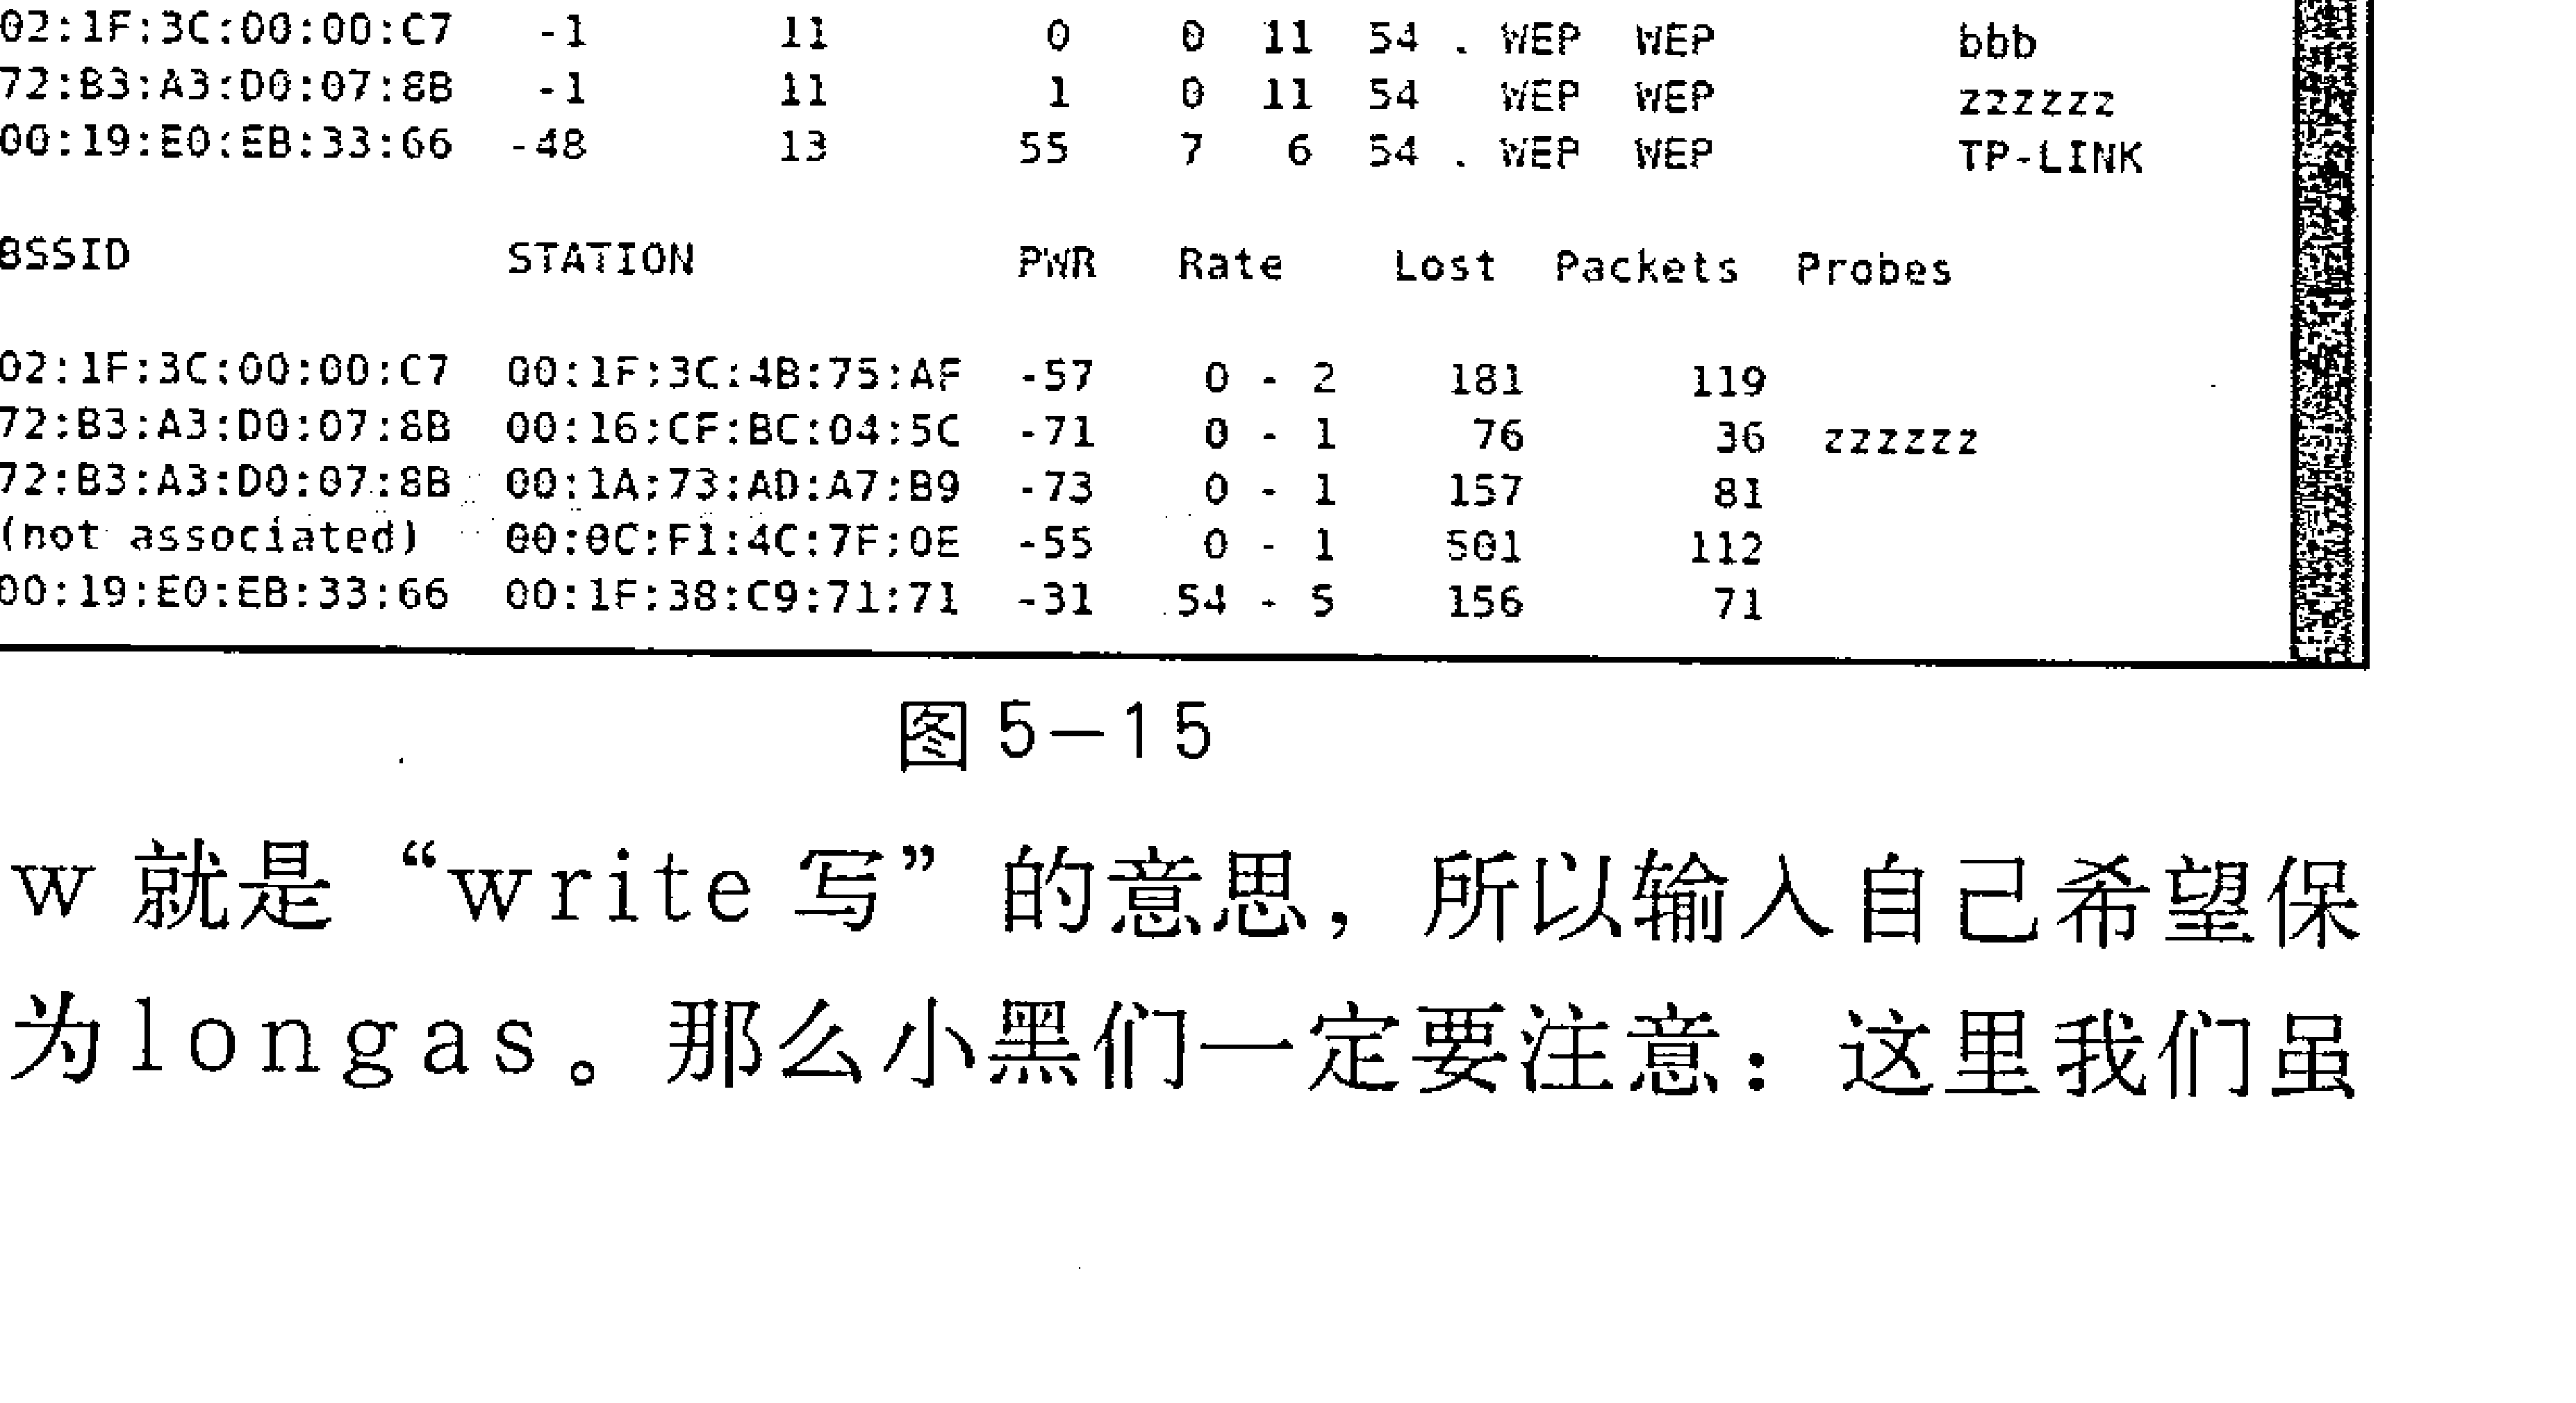 02:1F:3C:00:00:C7 -1 11 0 0 11 54 . WEP WEP bbb
72:B3:A3:D0:07:8B -1 11 1 0 11 54 WEP WEP zzzzzz
00:19:E0:EB:33:66 -48 13 55 7 6 54 . WEP WEP TP-LINK
BSSID STATION PWR Rate Lost Packets Probes
02:1F:3C:00:00:C7 00:1F:3C:4B:75:AF -57 0 - 2 181 119
72:B3:A3:D0:07:8B 00:16:CF:BC:04:5C -71 0 - 1 76 36 zzzzzz
72:B3:A3:D0:07:8B 00:1A:73:AD:A7:B9 -73 0 - 1 157 81
(not associated) 00:0C:F1:4C:7F:0E -55 0 - 1 501 112
00:19:E0:EB:33:66 00:1F:38:C9:71:71 -31 54 - 5 156 71
图5-15
w就是“write写”的意思，所以输入自己希望保
为longas。那么小黑们一定要注意：这里我们虽